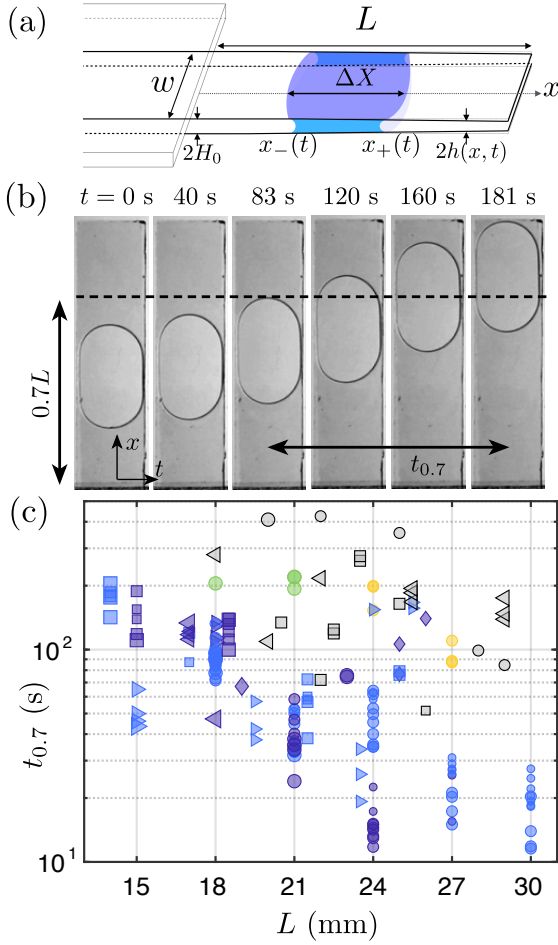 (a)
L
w
ΔX
x
2H₀
x₋(t)
x₊(t)
2h(x, t)
(b)
t = 0 s
40 s
83 s
120 s
160 s
181 s
0.7L
x
t
t₀.₇
(c)
10²
10¹
t₀.₇ (s)
15
18
21
24
27
30
L (mm)